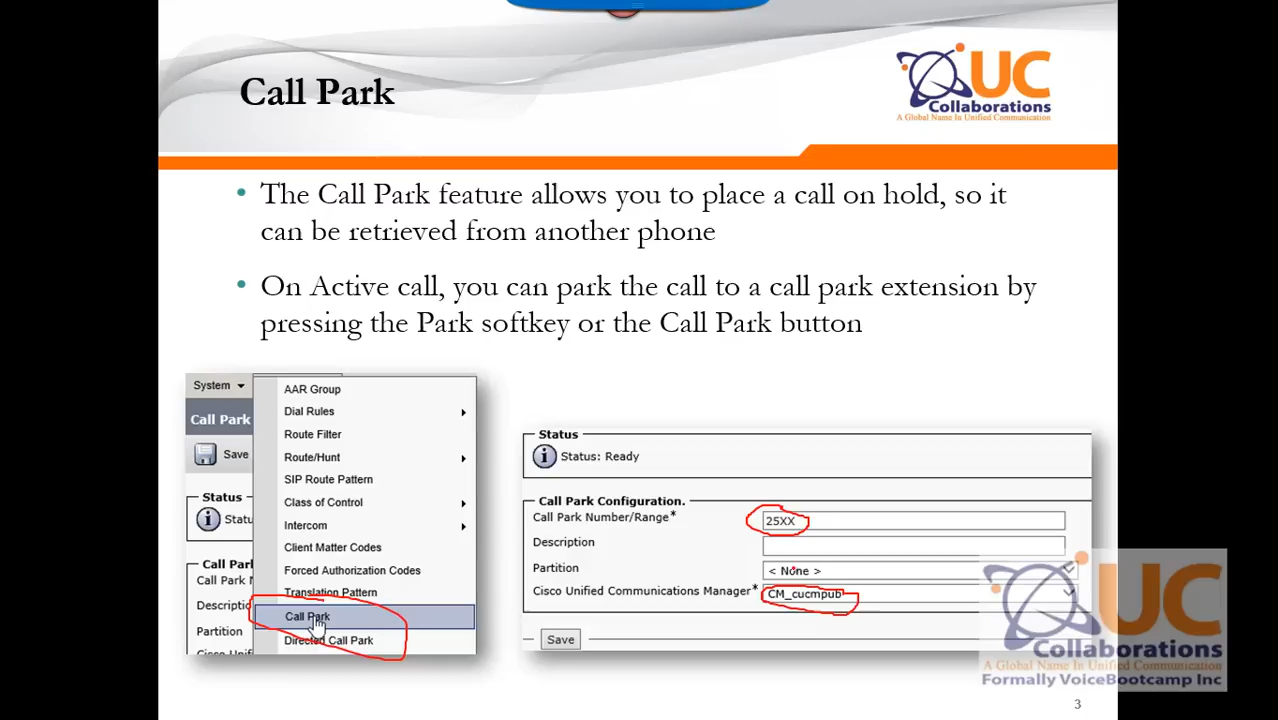 Call Park
UC
Collaborations
A Global Name In Unified Communication
• The Call Park feature allows you to place a call on hold, so it
can be retrieved from another phone
• On Active call, you can park the call to a call park extension by
pressing the Park softkey or the Call Park button
System
Call Park
Save
Status
Statu
Call Par
Call Park N
Descriptio
Partition
AAR Group
Dial Rules
Route Filter
Route/Hunt
SIP Route Pattern
Class of Control
Intercom
Client Matter Codes
Forced Authorization Codes
Translation Pattern
Call Park
Directed Call Park
Status
Status: Ready
Call Park Configuration.
Call Park Number/Range* 25XX
Description
Partition < None >
Cisco Unified Communications Manager* CM_cucmpub
Save
UC
Collaborations
A Global Name In Unified Communication
Formally VoiceBootcamp Inc
3